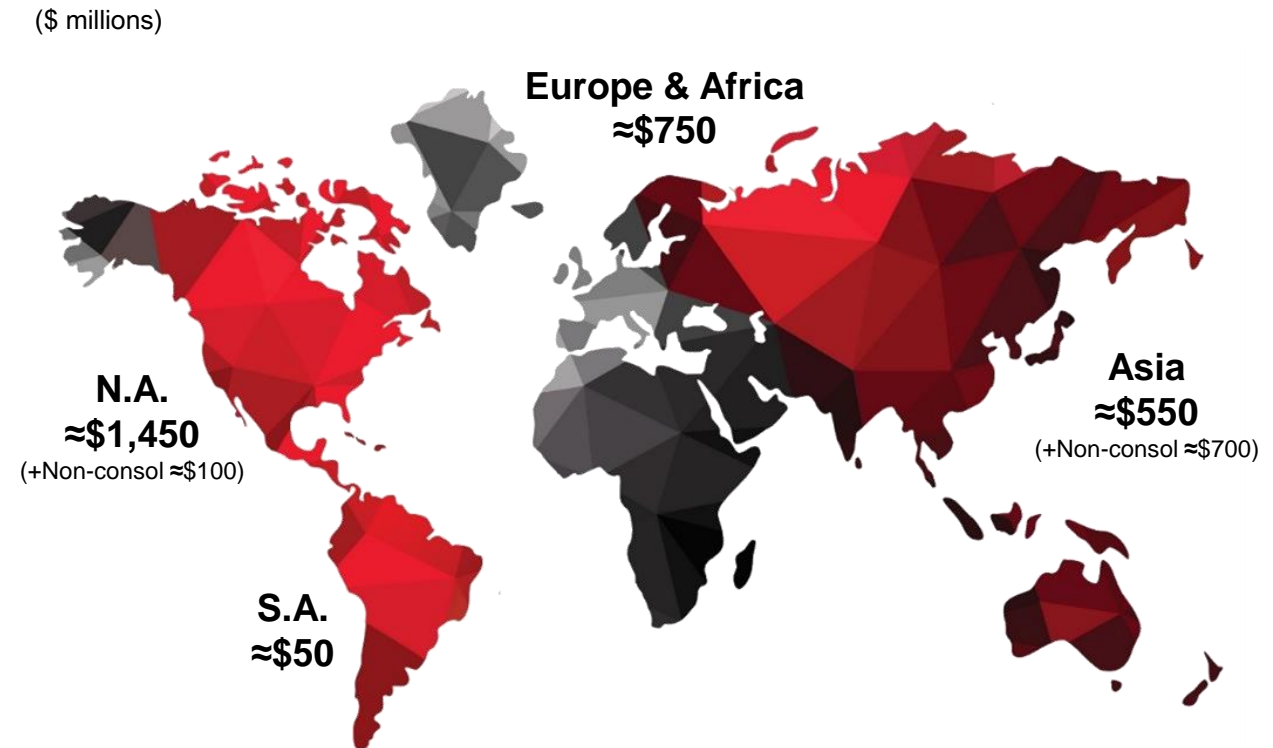 ($ millions)
Europe & Africa
≈$750
N.A.
≈$1,450
(+Non-consol ≈$100)
Asia
≈$550
(+Non-consol ≈$700)
S.A.
≈$50